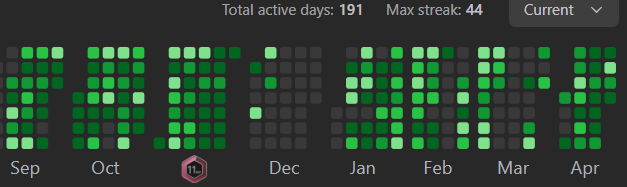 Total active days: 191 Max streak: 44 Current
Sep Oct 11 Dec Jan Feb Mar Apr